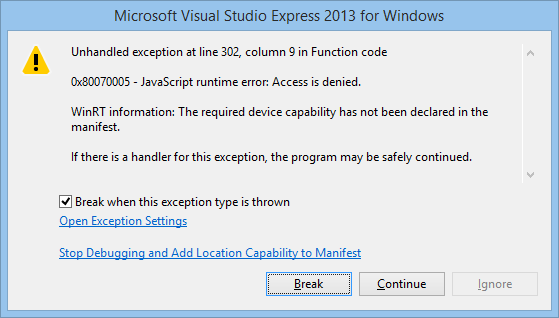 Microsoft Visual Studio Express 2013 for Windows
Unhandled exception at line 302, column 9 in Function code
0x80070005 - JavaScript runtime error: Access is denied.
WinRT information: The required device capability has not been declared in the
manifest.
If there is a handler for this exception, the program may be safely continued.
Break when this exception type is thrown
Open Exception Settings
Stop Debugging and Add Location Capability to Manifest
Break
Continue
Ignore